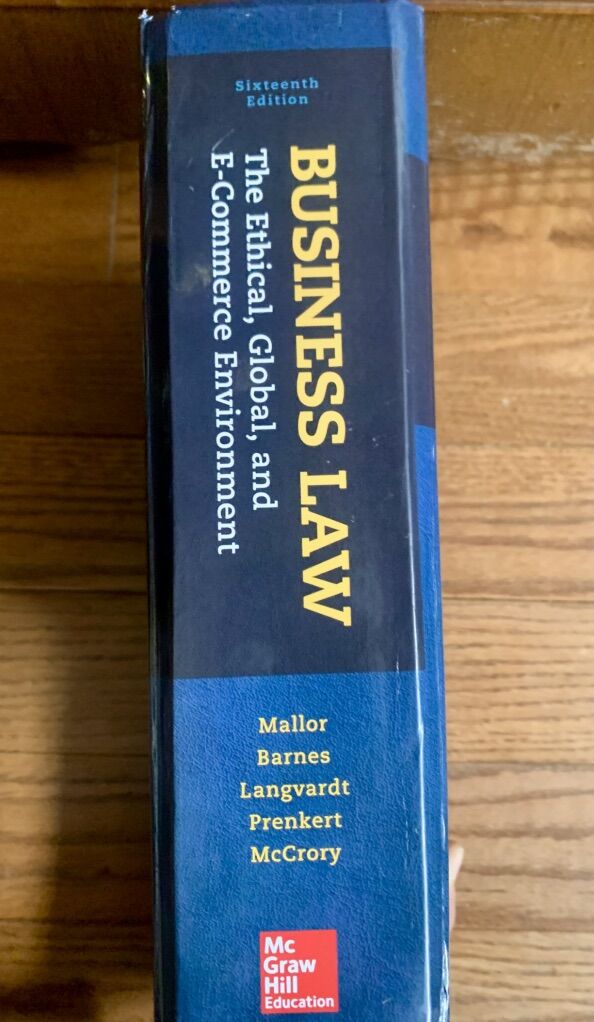 Sixteenth
Edition
BUSINESS LAW
The Ethical, Global, and
E-Commerce Environment
Mallor
Barnes
Langvardt
Prenkert
McCrory
Mc
Graw
Hill
Education